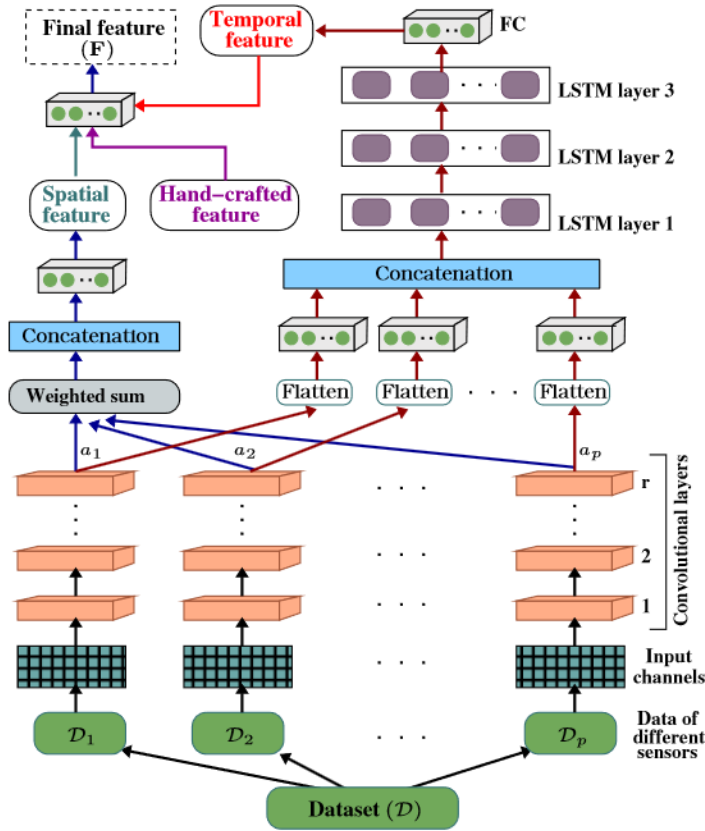 Final feature
(F)
Temporal
feature
FC
LSTM layer 3
LSTM layer 2
LSTM layer 1
Spatial
feature
Hand-crafted
feature
Concatenation
Concatenation
Weighted sum
Flatten
Flatten
. . .
Flatten
a₁
a₂
aₚ
r
2
1
Convolutional layers
Input
channels
𝒟₁
𝒟₂
𝒟ₚ
Data of
different
sensors
Dataset (𝒟)